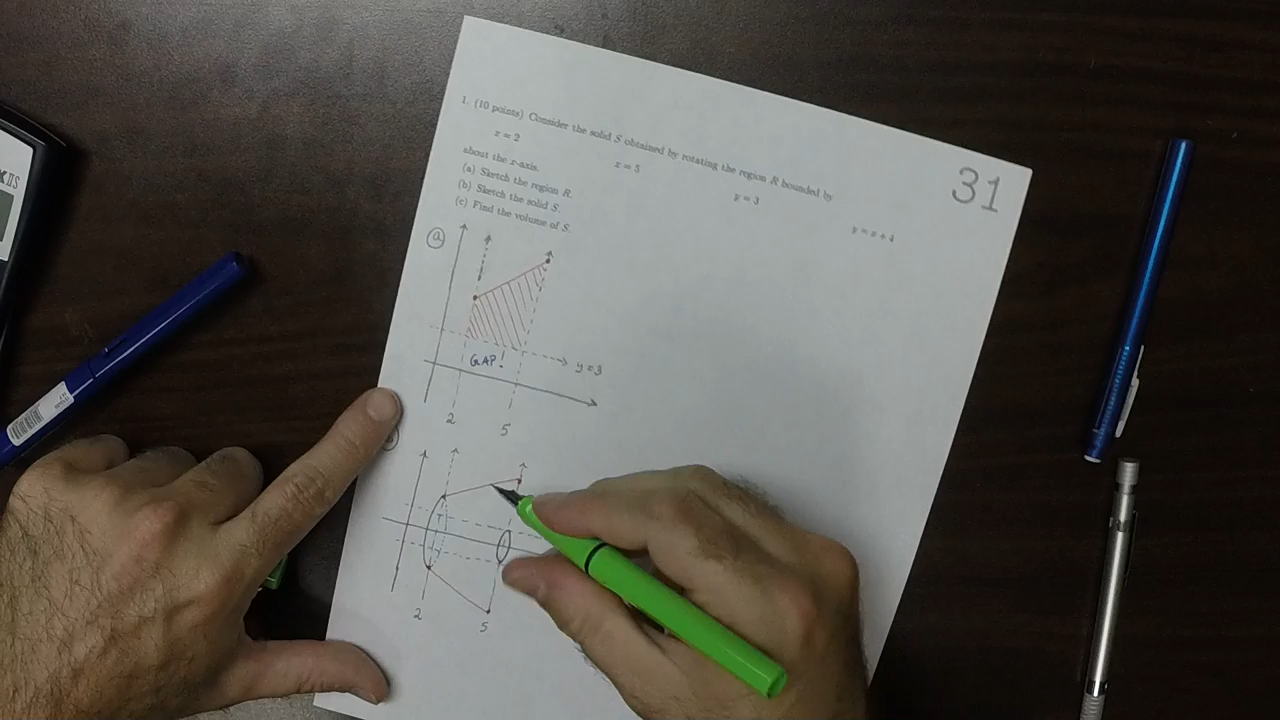 31
1. (10 points) Consider the solid S obtained by rotating the region R bounded by
x = 2 x = 5 y = 3
about the x-axis.
(a) Sketch the region R.
(b) Sketch the solid S.
(c) Find the volume of S.
a
GAP!
y=3
2
5
2
5
IIS